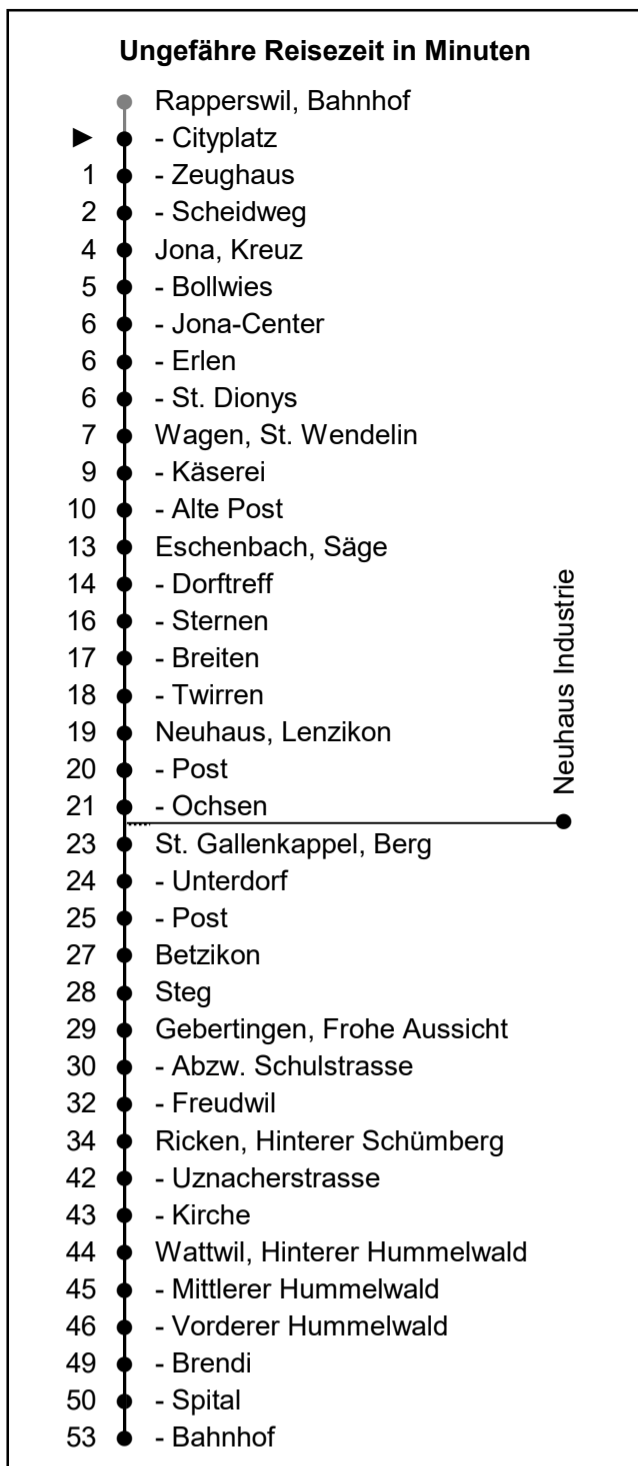 Ungefähre Reisezeit in Minuten
Rapperswil, Bahnhof
► - Cityplatz
1 - Zeughaus
2 - Scheidweg
4 Jona, Kreuz
5 - Bollwies
6 - Jona-Center
6 - Erlen
6 - St. Dionys
7 Wagen, St. Wendelin
9 - Käserei
10 - Alte Post
13 Eschenbach, Säge
14 - Dorftreff
16 - Sternen
17 - Breiten
18 - Twirren
19 Neuhaus, Lenzikon
20 - Post
21 - Ochsen
Neuhaus Industrie
23 St. Gallenkappel, Berg
24 - Unterdorf
25 - Post
27 Betzikon
28 Steg
29 Gebertingen, Frohe Aussicht
30 - Abzw. Schulstrasse
32 - Freudwil
34 Ricken, Hinterer Schümberg
42 - Uznacherstrasse
43 - Kirche
44 Wattwil, Hinterer Hummelwald
45 - Mittlerer Hummelwald
46 - Vorderer Hummelwald
49 - Brendi
50 - Spital
53 - Bahnhof